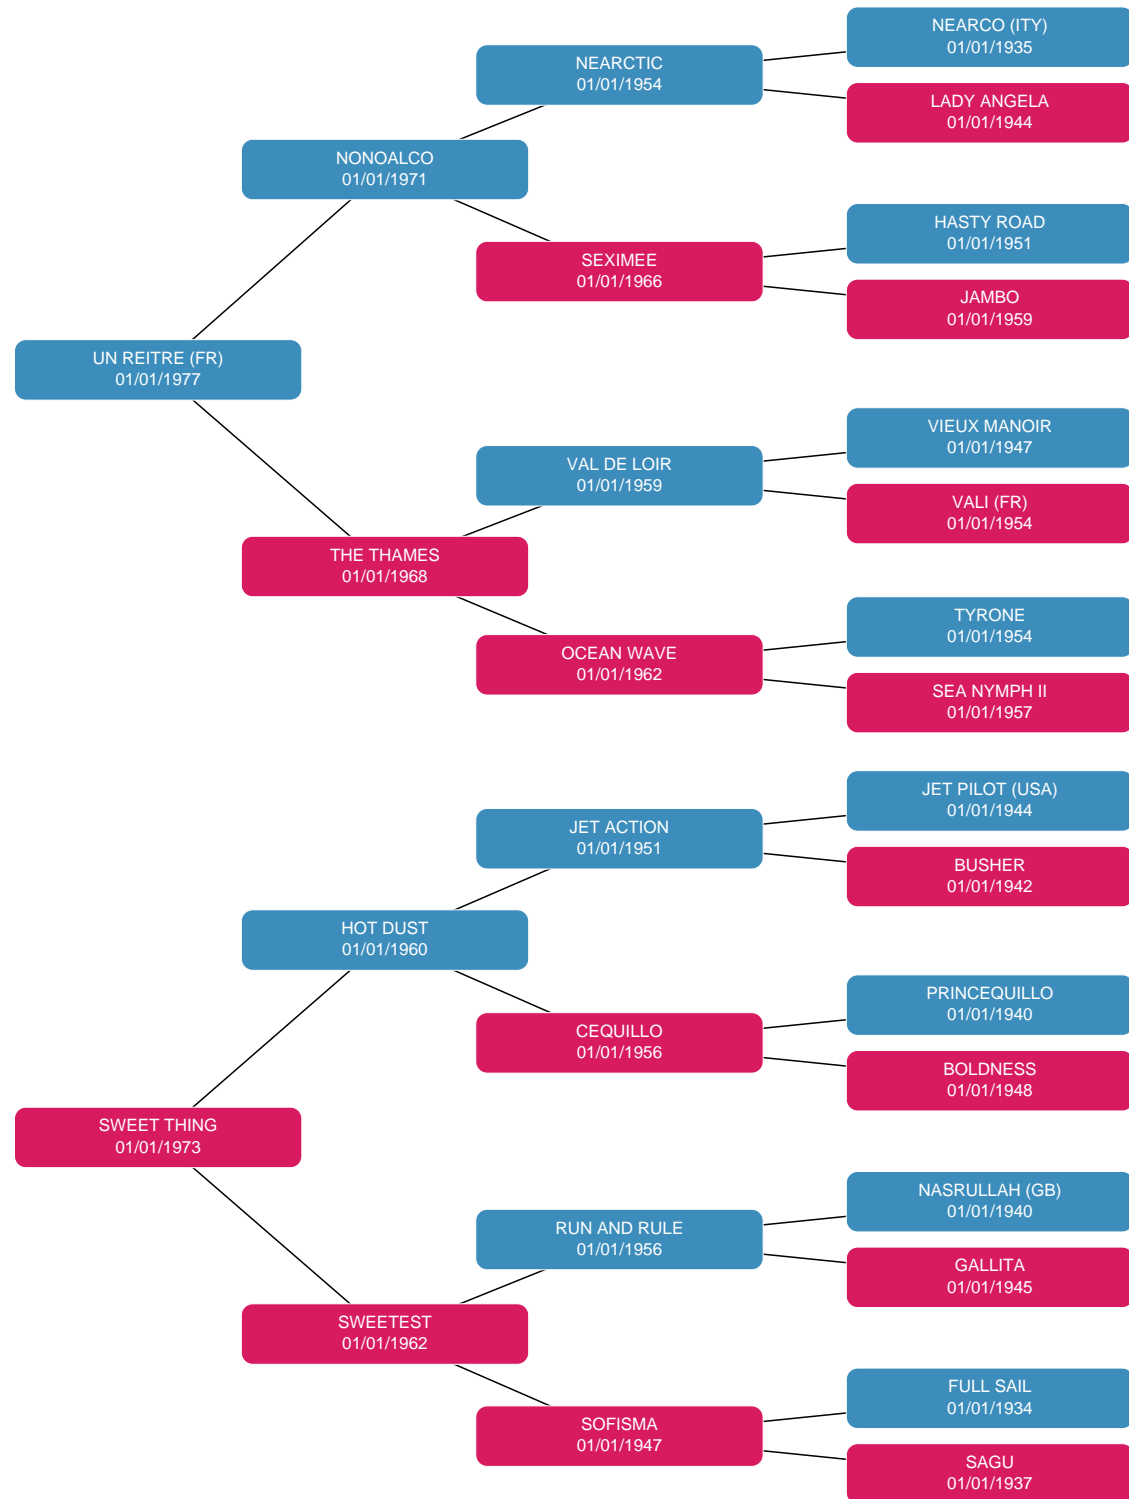 NEARCO (ITY)
01/01/1935
NEARCTIC
01/01/1954
LADY ANGELA
01/01/1944
NONOALCO
01/01/1971
HASTY ROAD
01/01/1951
SEXIMEE
01/01/1966
JAMBO
01/01/1959
UN REITRE (FR)
01/01/1977
VIEUX MANOIR
01/01/1947
VAL DE LOIR
01/01/1959
VALI (FR)
01/01/1954
THE THAMES
01/01/1968
TYRONE
01/01/1954
OCEAN WAVE
01/01/1962
SEA NYMPH II
01/01/1957
JET PILOT (USA)
01/01/1944
JET ACTION
01/01/1951
BUSHER
01/01/1942
HOT DUST
01/01/1960
PRINCEQUILLO
01/01/1940
CEQUILLO
01/01/1956
BOLDNESS
01/01/1948
SWEET THING
01/01/1973
NASRULLAH (GB)
01/01/1940
RUN AND RULE
01/01/1956
GALLITA
01/01/1945
SWEETEST
01/01/1962
FULL SAIL
01/01/1934
SOFISMA
01/01/1947
SAGU
01/01/1937